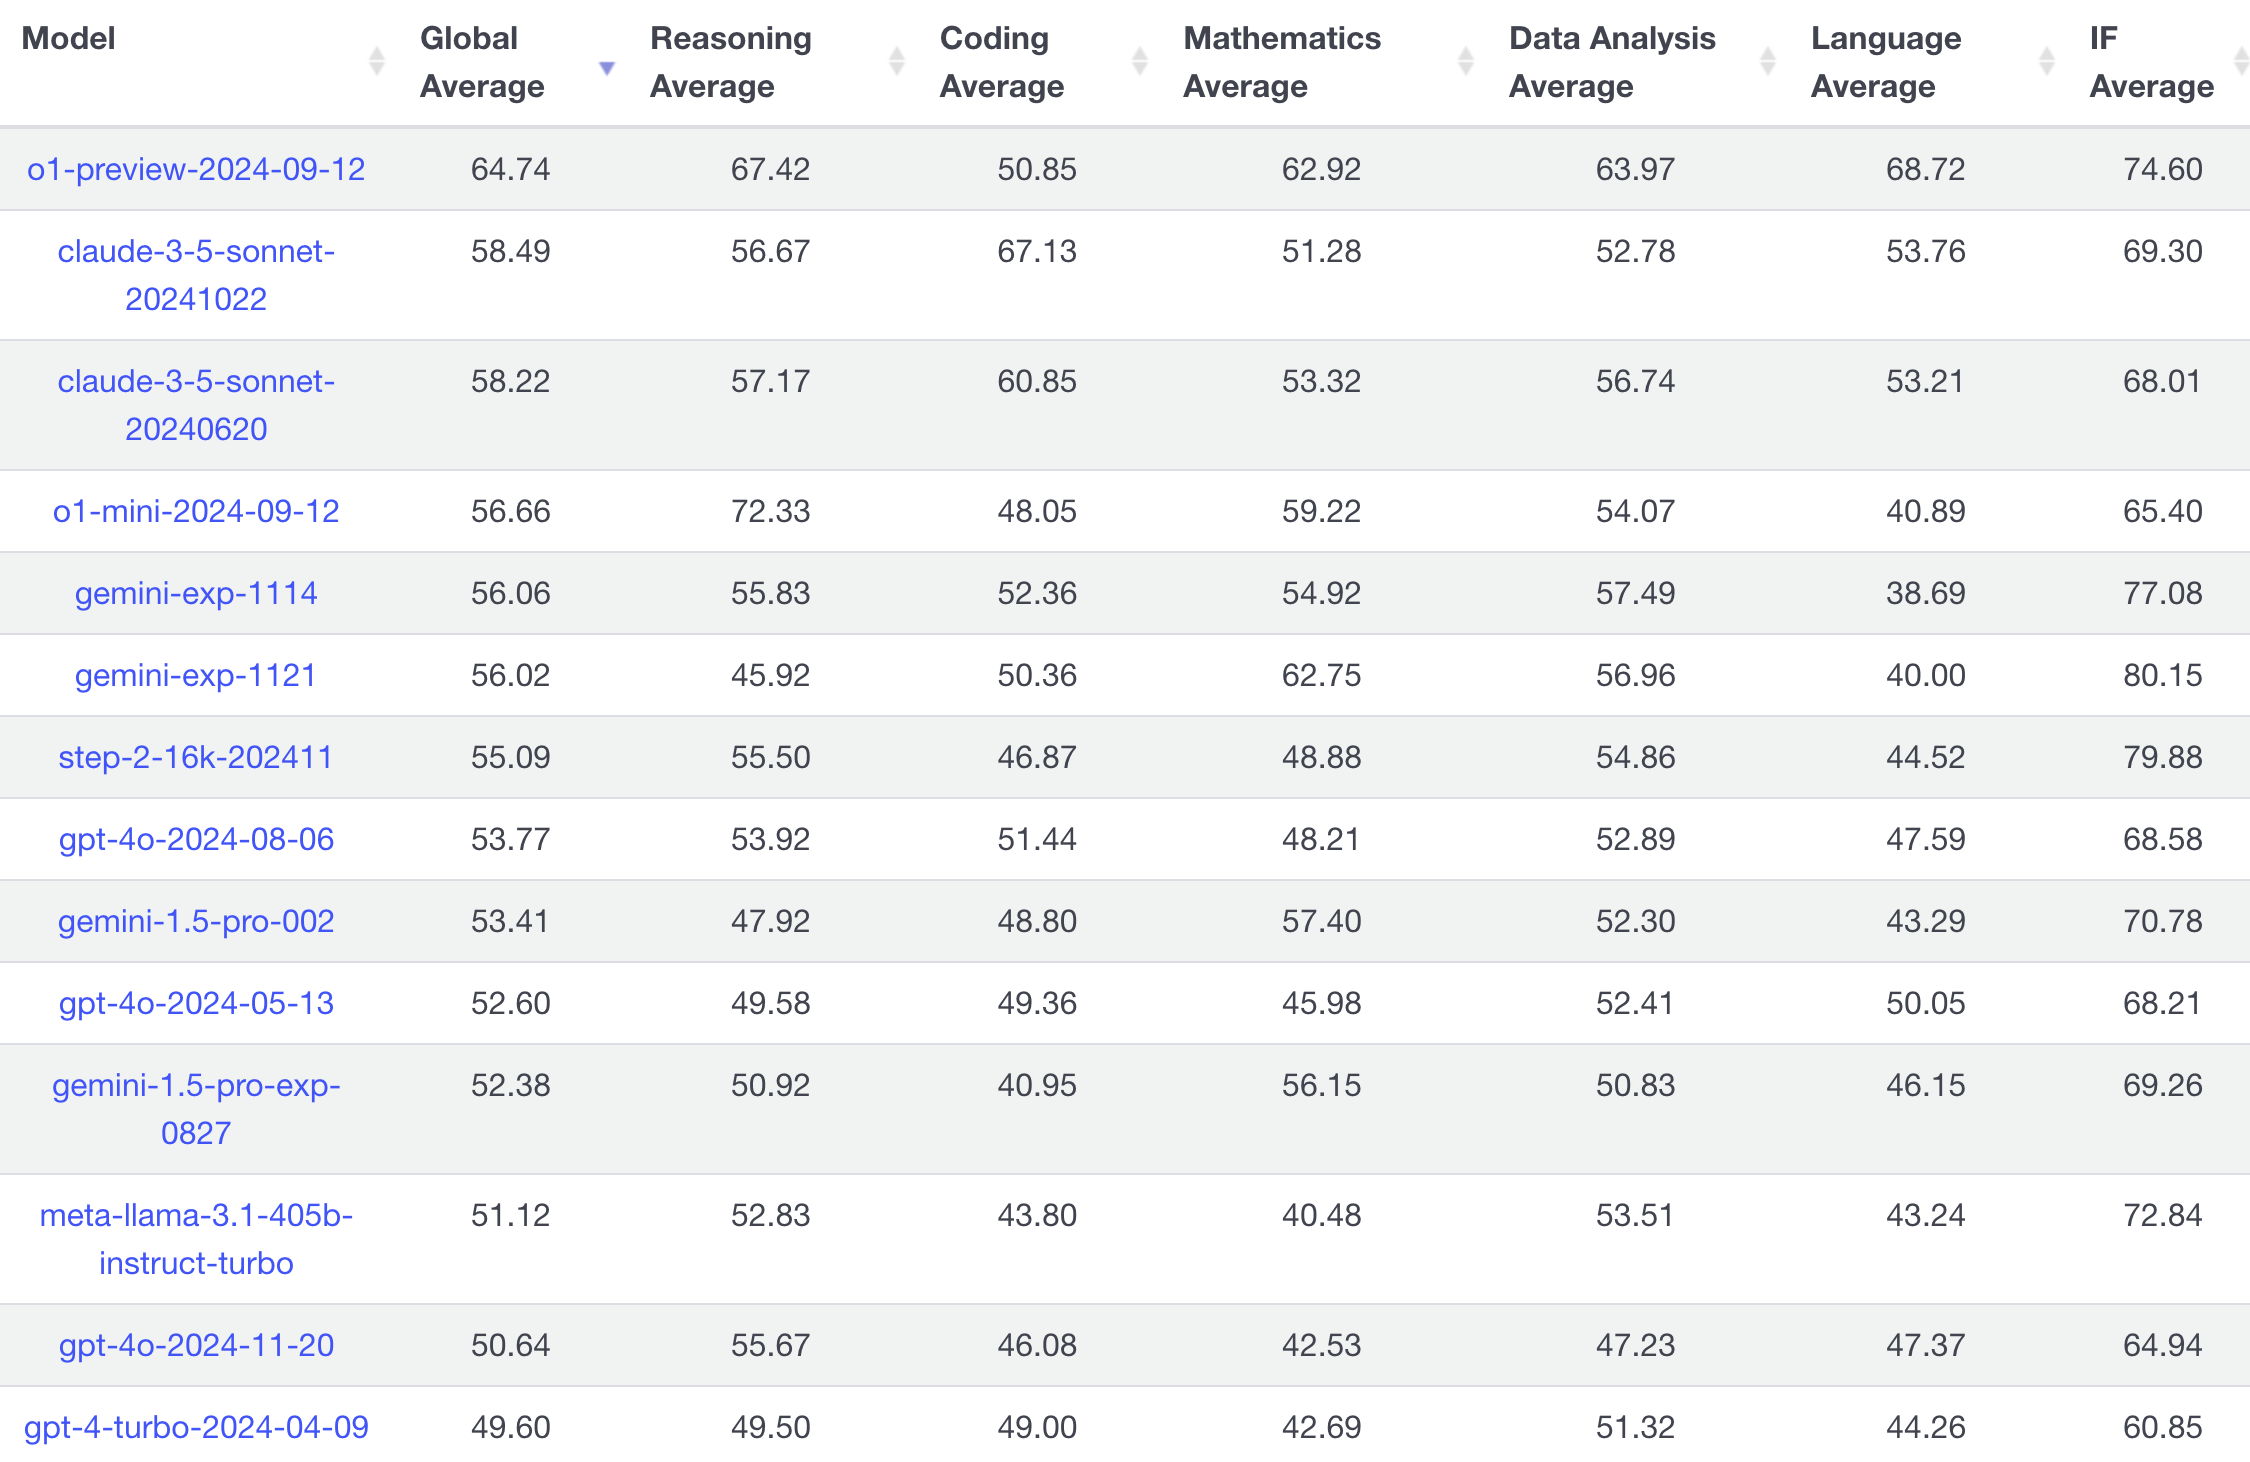 Model Global Average Reasoning Average Coding Average Mathematics Average Data Analysis Average Language Average IF Average
o1-preview-2024-09-12 64.74 67.42 50.85 62.92 63.97 68.72 74.60
claude-3-5-sonnet-20241022 58.49 56.67 67.13 51.28 52.78 53.76 69.30
claude-3-5-sonnet-20240620 58.22 57.17 60.85 53.32 56.74 53.21 68.01
o1-mini-2024-09-12 56.66 72.33 48.05 59.22 54.07 40.89 65.40
gemini-exp-1114 56.06 55.83 52.36 54.92 57.49 38.69 77.08
gemini-exp-1121 56.02 45.92 50.36 62.75 56.96 40.00 80.15
step-2-16k-202411 55.09 55.50 46.87 48.88 54.86 44.52 79.88
gpt-4o-2024-08-06 53.77 53.92 51.44 48.21 52.89 47.59 68.58
gemini-1.5-pro-002 53.41 47.92 48.80 57.40 52.30 43.29 70.78
gpt-4o-2024-05-13 52.60 49.58 49.36 45.98 52.41 50.05 68.21
gemini-1.5-pro-exp-0827 52.38 50.92 40.95 56.15 50.83 46.15 69.26
meta-llama-3.1-405b-instruct-turbo 51.12 52.83 43.80 40.48 53.51 43.24 72.84
gpt-4o-2024-11-20 50.64 55.67 46.08 42.53 47.23 47.37 64.94
gpt-4-turbo-2024-04-09 49.60 49.50 49.00 42.69 51.32 44.26 60.85